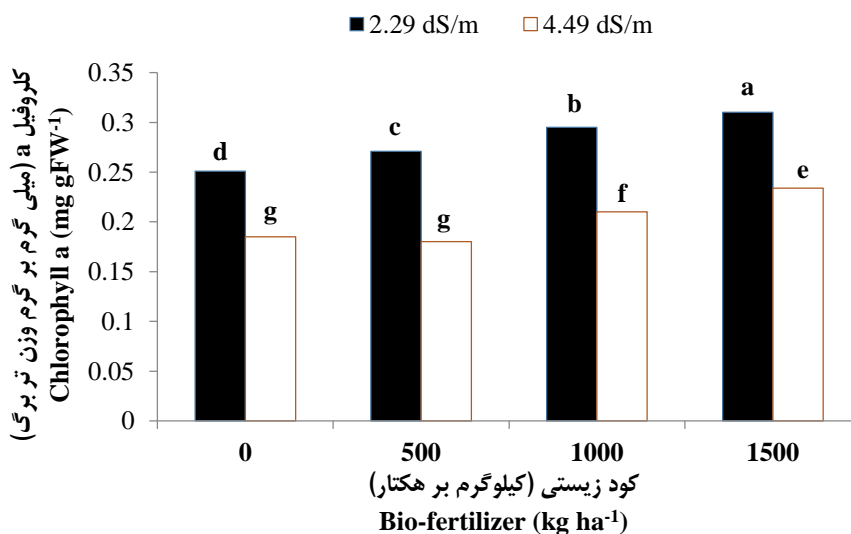 2.29 dS/m 4.49 dS/m
کلروفیل a (میلی گرم بر گرم وزن تر برگ)
Chlorophyll a (mg gFW⁻¹)
0.35
0.3
0.25
0.2
0.15
0.1
0.05
0
d
g
c
g
b
f
a
e
0 500 1000 1500
کود زیستی (کیلوگرم بر هکتار)
Bio-fertilizer (kg ha⁻¹)